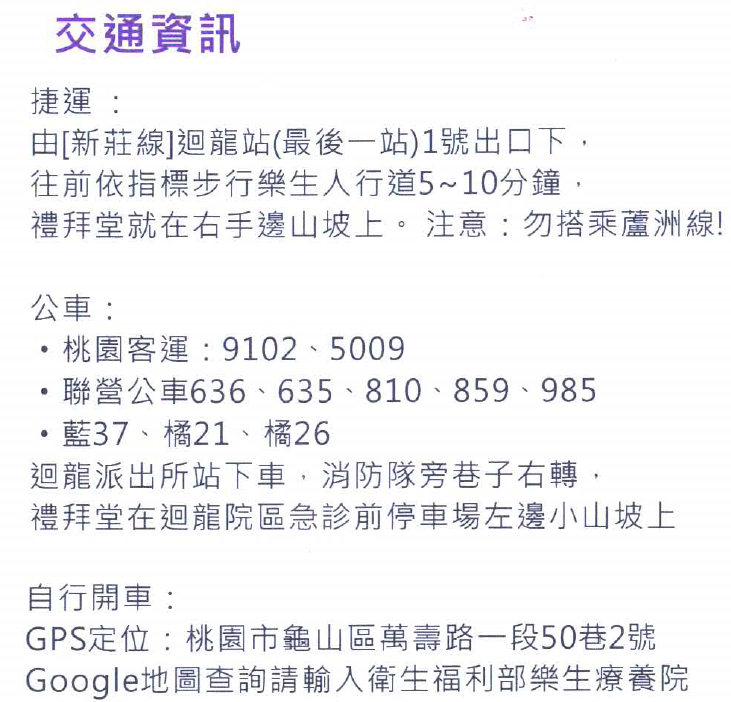 交通資訊
捷運：
由[新莊線]迴龍站(最後一站)1號出口下，
往前依指標步行樂生人行道5~10分鐘，
禮拜堂就在右手邊山坡上。 注意：勿搭乘蘆洲線!
公車：
•桃園客運：9102、5009
•聯營公車636、635、810、859、985
•藍37、橘21、橘26
迴龍派出所站下車，消防隊旁巷子右轉，
禮拜堂在迴龍院區急診前停車場左邊小山坡上
自行開車：
GPS定位：桃園市龜山區萬壽路一段50巷2號
Google地圖查詢請輸入衛生福利部樂生療養院